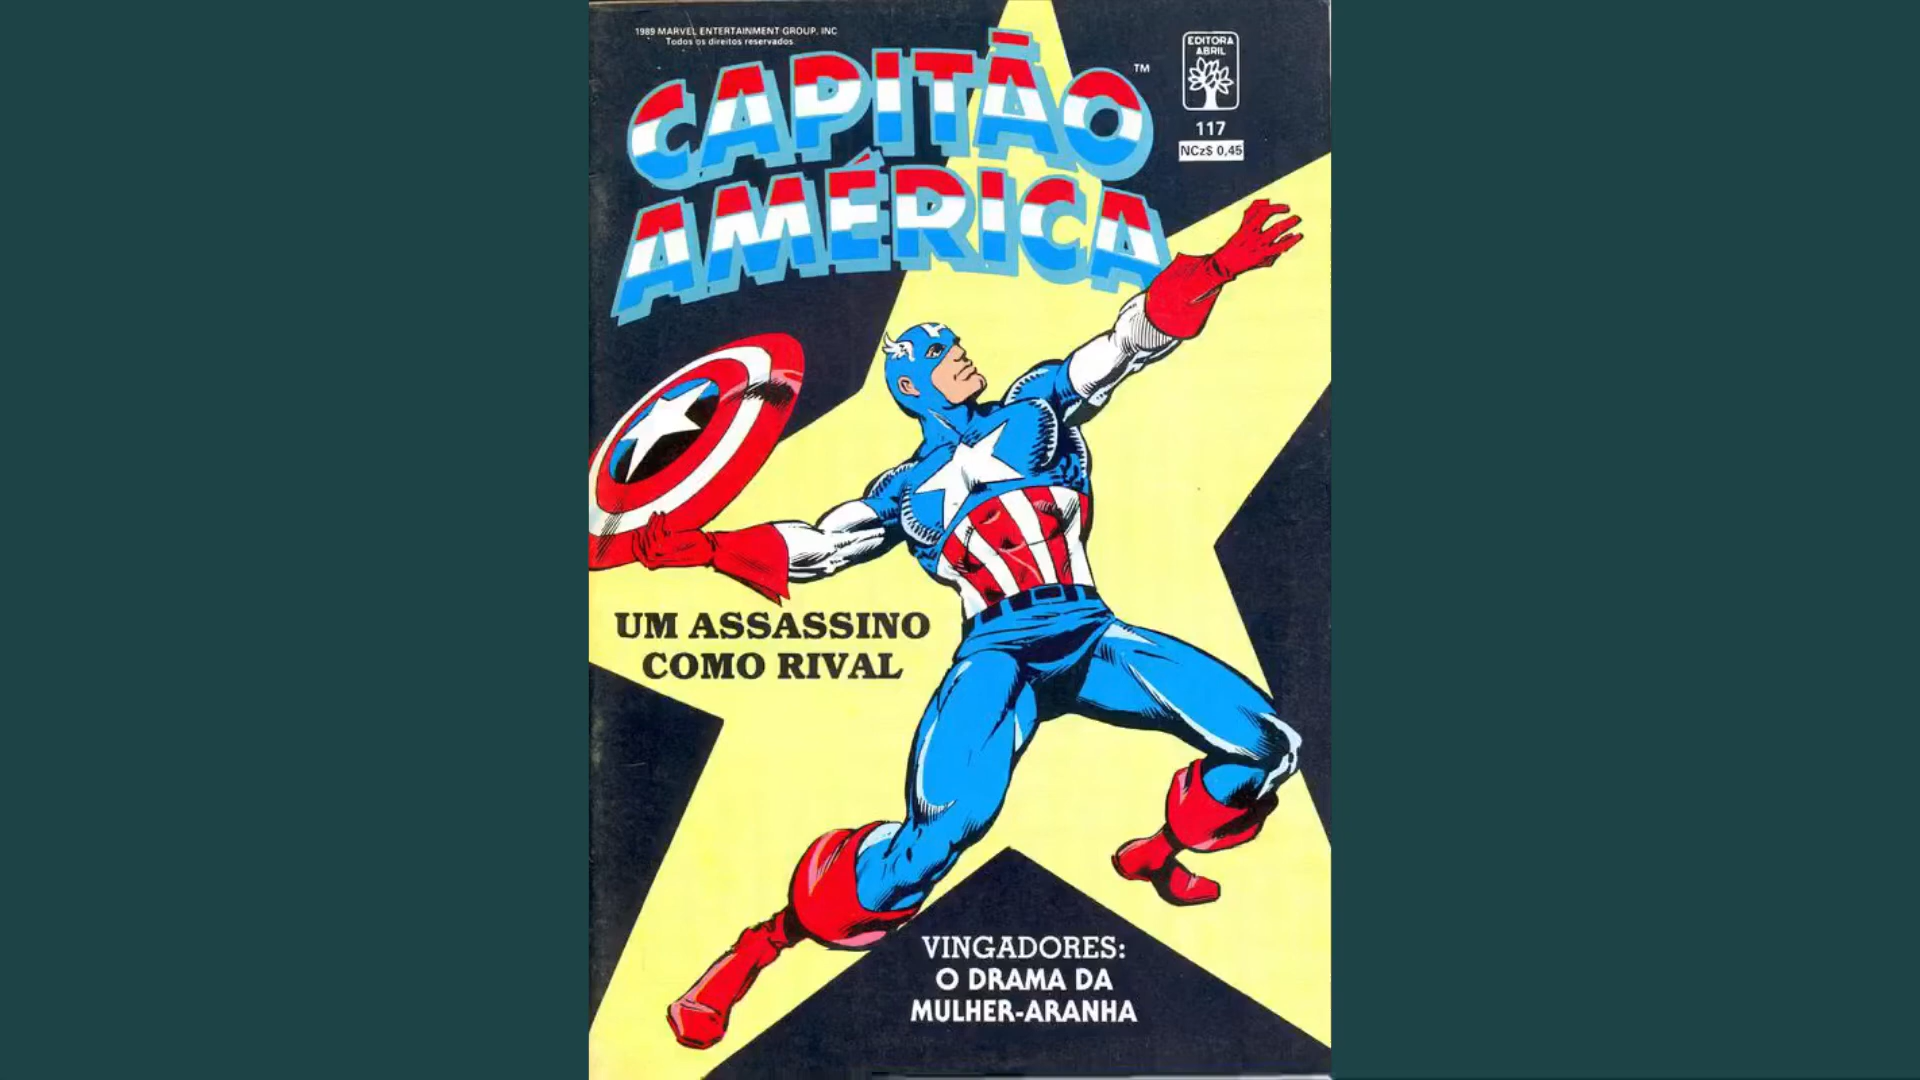 1989 MARVEL ENTERTAINMENT GROUP, INC
Todos os direitos reservados
CAPITÃO
AMÉRICA
TM
EDITORA
ABRIL
117
NCz$ 0,45
UM ASSASSINO
COMO RIVAL
VINGADORES:
O DRAMA DA
MULHER-ARANHA